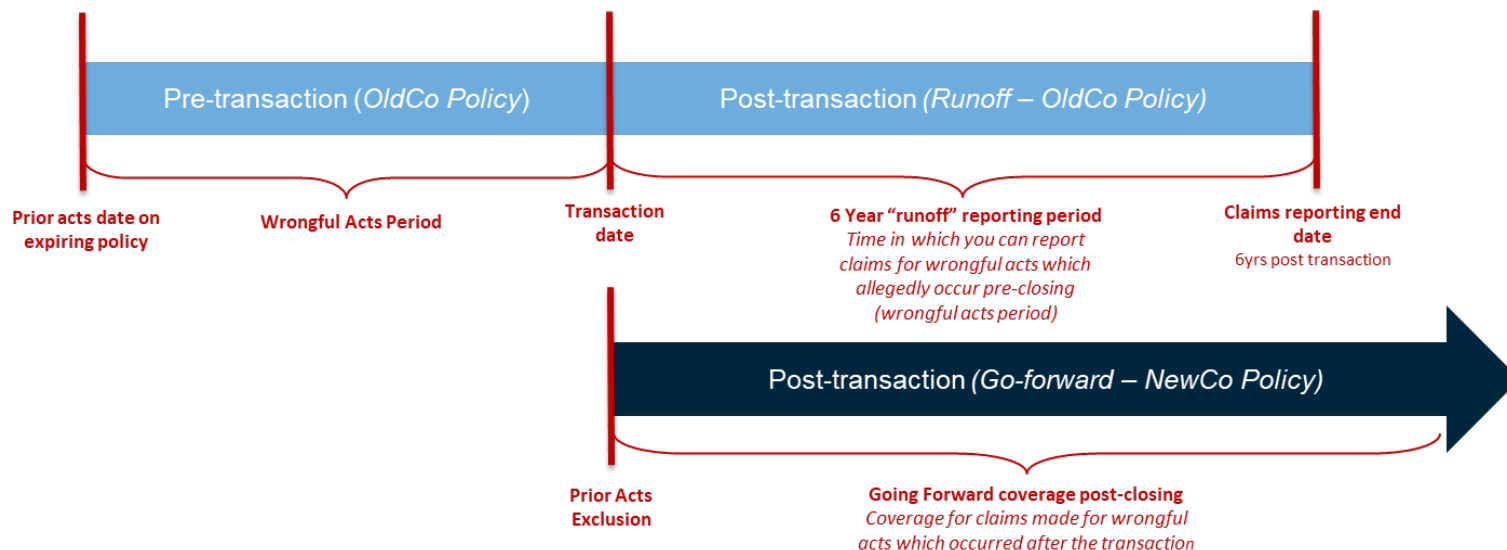 Pre-transaction (OldCo Policy)
Post-transaction (Runoff – OldCo Policy)
Prior acts date on
expiring policy
Wrongful Acts Period
Transaction
date
6 Year “runoff” reporting period
Time in which you can report
claims for wrongful acts which
allegedly occur pre-closing
(wrongful acts period)
Claims reporting end
date
6yrs post transaction
Post-transaction (Go-forward – NewCo Policy)
Prior Acts
Exclusion
Going Forward coverage post-closing
Coverage for claims made for wrongful
acts which occurred after the transaction